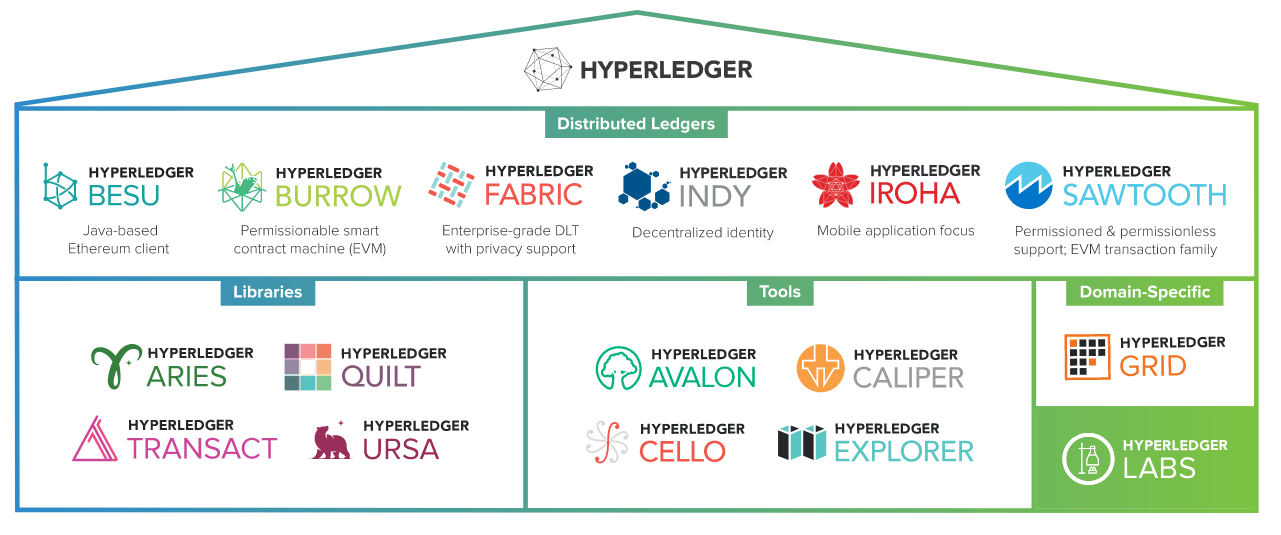 HYPERLEDGER
Distributed Ledgers
HYPERLEDGER
BESU
Java-based
Ethereum client
HYPERLEDGER
BURROW
Permissionable smart
contract machine (EVM)
HYPERLEDGER
FABRIC
Enterprise-grade DLT
with privacy support
HYPERLEDGER
INDY
Decentralized identity
HYPERLEDGER
IROHA
Mobile application focus
HYPERLEDGER
SAWTOOTH
Permissioned & permissionless
support; EVM transaction family
Libraries
HYPERLEDGER
ARIES
HYPERLEDGER
QUILT
HYPERLEDGER
TRANSACT
HYPERLEDGER
URSA
Tools
HYPERLEDGER
AVALON
HYPERLEDGER
CALIPER
HYPERLEDGER
CELLO
HYPERLEDGER
EXPLORER
Domain-Specific
HYPERLEDGER
GRID
HYPERLEDGER
LABS